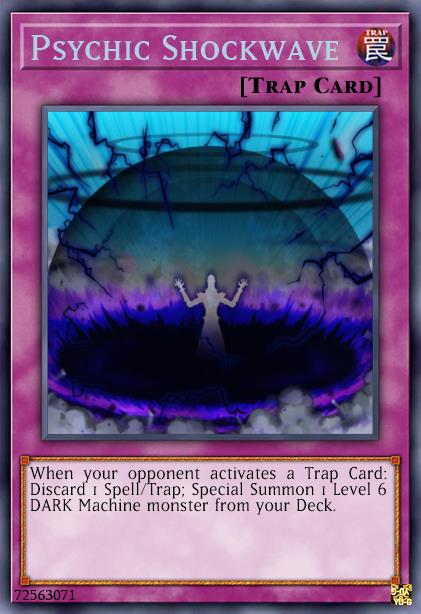 Psychic Shockwave
TRAP
罠
[Trap Card]
When your opponent activates a Trap Card:
Discard 1 Spell/Trap; Special Summon 1 Level 6
DARK Machine monster from your Deck.
72563071